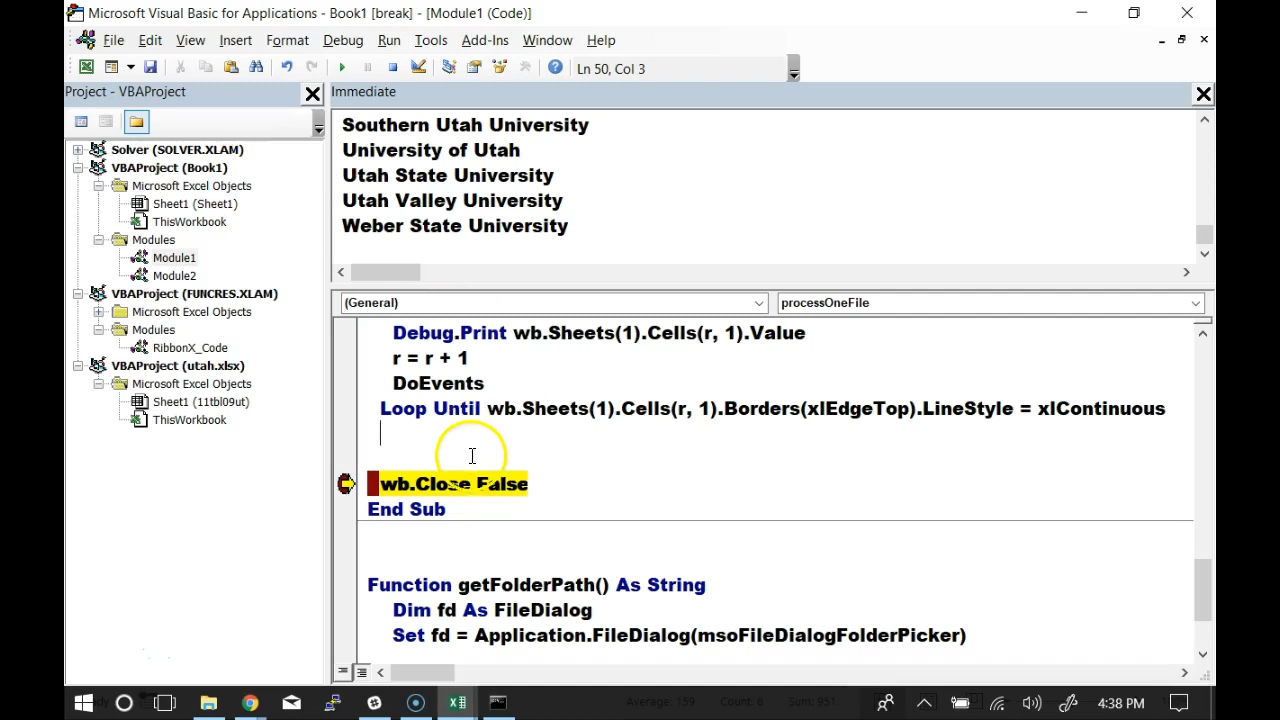 Microsoft Visual Basic for Applications - Book1 [break] - [Module1 (Code)]
File Edit View Insert Format Debug Run Tools Add-Ins Window Help
Ln 50, Col 3
Project - VBAProject
Solver (SOLVER.XLAM)
VBAProject (Book1)
Microsoft Excel Objects
Sheet1 (Sheet1)
ThisWorkbook
Modules
Module1
Module2
VBAProject (FUNCRES.XLAM)
Microsoft Excel Objects
Modules
RibbonX_Code
VBAProject (utah.xlsx)
Microsoft Excel Objects
Sheet1 (11tbl09ut)
ThisWorkbook
Immediate
Southern Utah University
University of Utah
Utah State University
Utah Valley University
Weber State University
(General) processOneFile
Debug.Print wb.Sheets(1).Cells(r, 1).Value
r = r + 1
DoEvents
Loop Until wb.Sheets(1).Cells(r, 1).Borders(xlEdgeTop).LineStyle = xlContinuous
wb.Close False
End Sub
Function getFolderPath() As String
Dim fd As FileDialog
Set fd = Application.FileDialog(msoFileDialogFolderPicker)
Average: 159 Count: 6 Sum: 951
4:38 PM